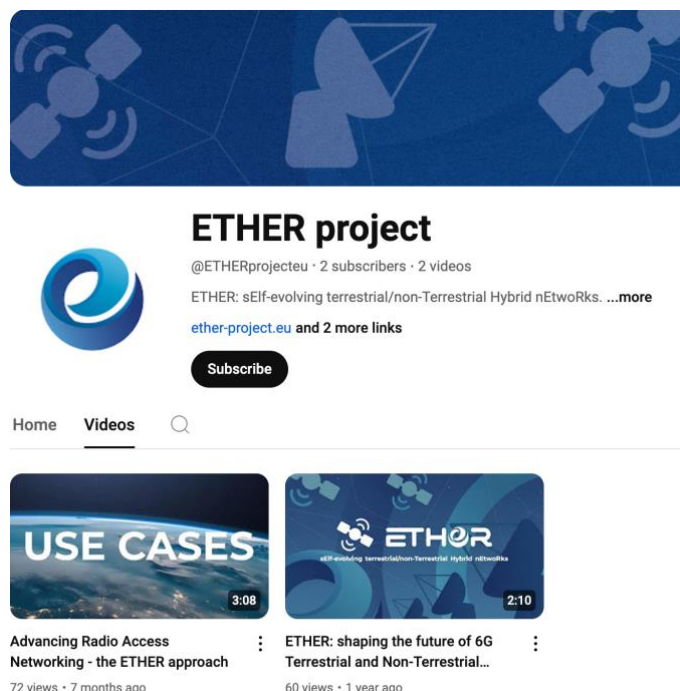 ETHER project
@ETHERprojecteu · 2 subscribers · 2 videos
ETHER: sElf-evolving terrestrial/non-Terrestrial Hybrid nEtwoRks. ...more
ether-project.eu and 2 more links
Subscribe
Home Videos
USE CASES
3:08
ETHER
sElf-evolving terrestrial/non-Terrestrial Hybrid nEtwoRks
2:10
Advancing Radio Access
Networking - the ETHER approach
72 views · 7 months ago
ETHER: shaping the future of 6G
Terrestrial and Non-Terrestrial...
60 views · 1 year ago